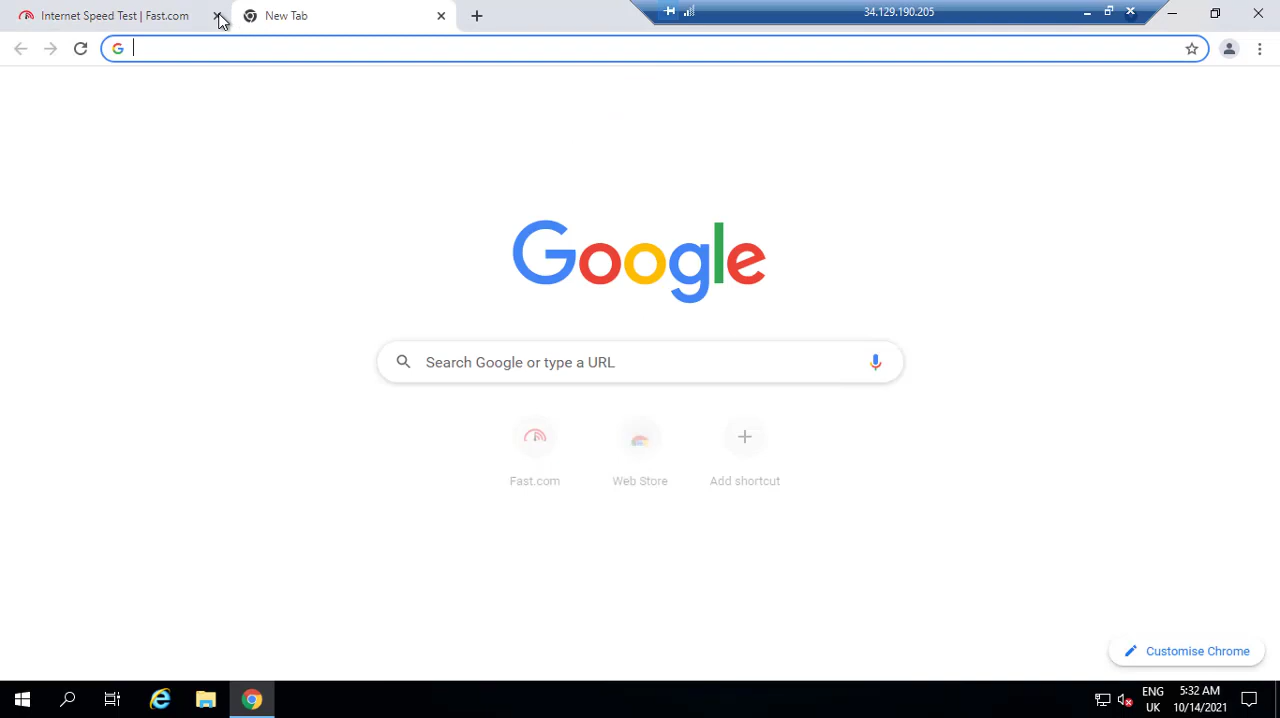 Internet Speed Test | Fast.com
New Tab
34.129.190.205
Google
Search Google or type a URL
Fast.com
Web Store
Add shortcut
Customise Chrome
ENG
UK
5:32 AM
10/14/2021